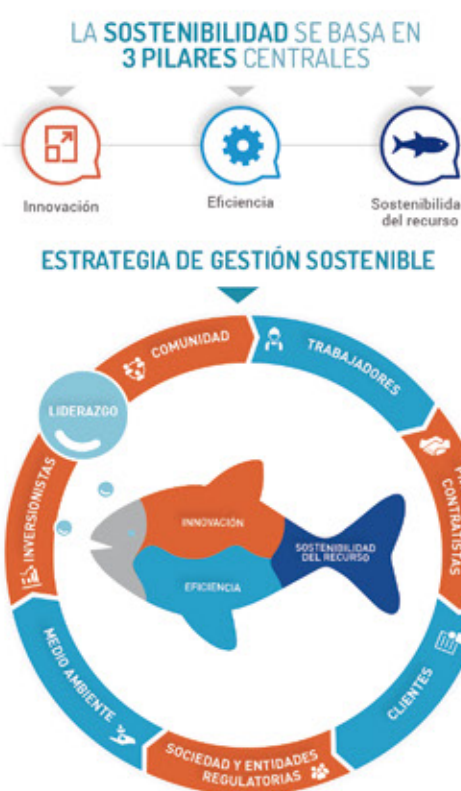 LA SOSTENIBILIDAD SE BASA EN
3 PILARES CENTRALES
Innovación
Eficiencia
Sostenibilida
del recurso
ESTRATEGIA DE GESTIÓN SOSTENIBLE
COMUNIDAD
TRABAJADORES
LIDERAZGO
CONTRATISTAS
INVERSIONISTAS
INNOVACIÓN
SOSTENIBILIDAD
DEL RECURSO
EFICIENCIA
MEDIO AMBIENTE
CLIENTES
SOCIEDAD Y ENTIDADES
REGULATORIAS